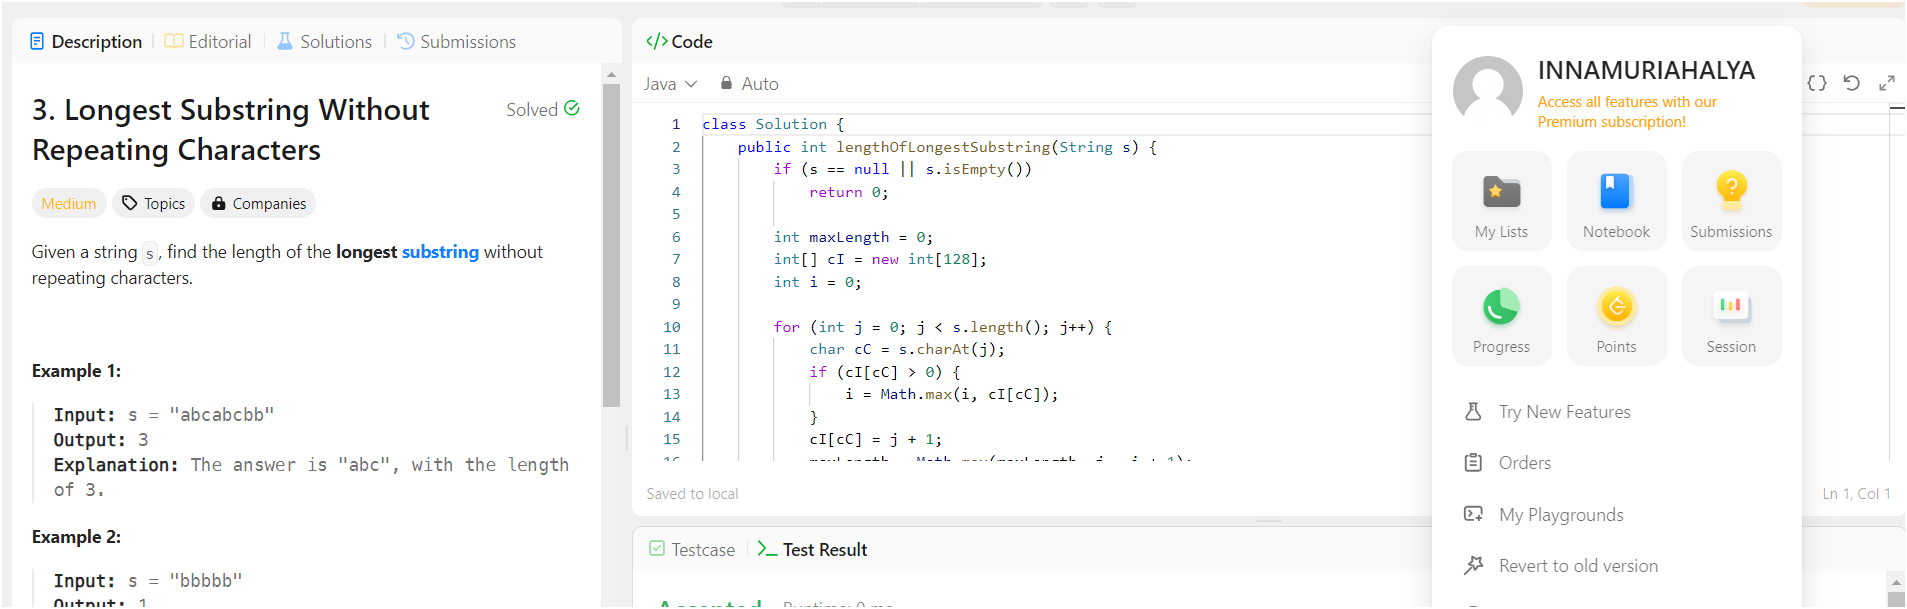 Description
Editorial
Solutions
Submissions
3. Longest Substring Without
Repeating Characters
Solved
Medium
Topics
Companies
Given a string s, find the length of the longest substring without
repeating characters.
Example 1:
Input: s = "abcabcbb"
Output: 3
Explanation: The answer is "abc", with the length
of 3.
Example 2:
Input: s = "bbbbb"
Output: 1
</> Code
Java
Auto
1 class Solution {
2 public int lengthOfLongestSubstring(String s) {
3 if (s == null || s.isEmpty())
4 return 0;
5
6 int maxLength = 0;
7 int[] cI = new int[128];
8 int i = 0;
9
10 for (int j = 0; j < s.length(); j++) {
11 char cC = s.charAt(j);
12 if (cI[cC] > 0) {
13 i = Math.max(i, cI[cC]);
14 }
15 cI[cC] = j + 1;
16 maxLength = Math.max(maxLength, j - i + 1);
Saved to local
Ln 1, Col 1
Testcase
Test Result
Accepted
Runtime: 0 ms
INNAMURIAHALYA
Access all features with our
Premium subscription!
My Lists
Notebook
Submissions
Progress
Points
Session
Try New Features
Orders
My Playgrounds
Revert to old version